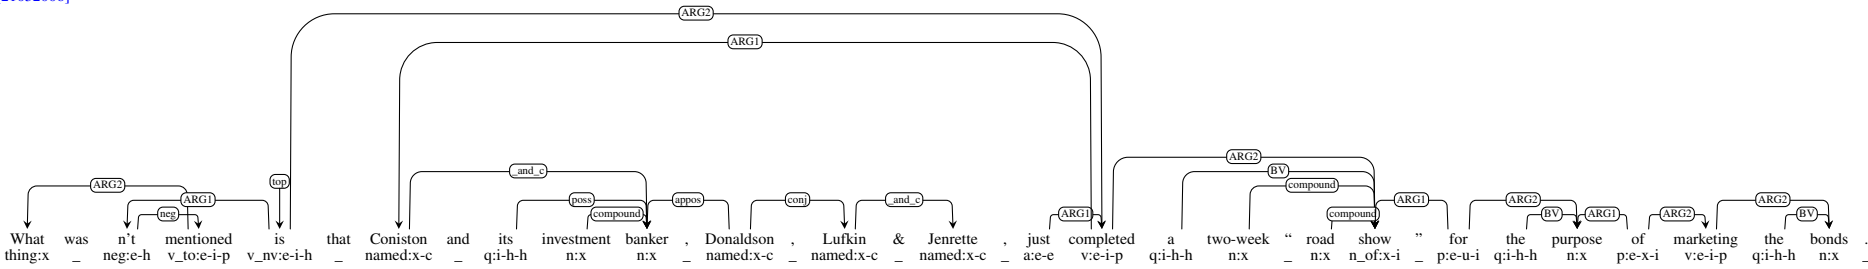 ARG2
ARG1
ARG2
_and_c
BV
top
ARG2
compound
ARG1
poss
appos
conj
_and_c
ARG1
ARG2
ARG2
neg
compound
ARG1
compound
BV
ARG1
ARG2
BV
What was n't mentioned is that Coniston and its investment banker , Donaldson , Lufkin & Jenrette , just completed a two-week “ road show ” for the purpose of marketing the bonds .
thing:x _ neg:e-h v_to:e-i-p v_nv:e-i-h _ named:x-c _ q:i-h-h n:x n:x _ named:x-c _ named:x-c _ named:x-c _ a:e-e v:e-i-p q:i-h-h n:x _ n:x n_of:x-i _ p:e-u-i q:i-h-h n:x p:e-x-i v:e-i-p q:i-h-h n:x _